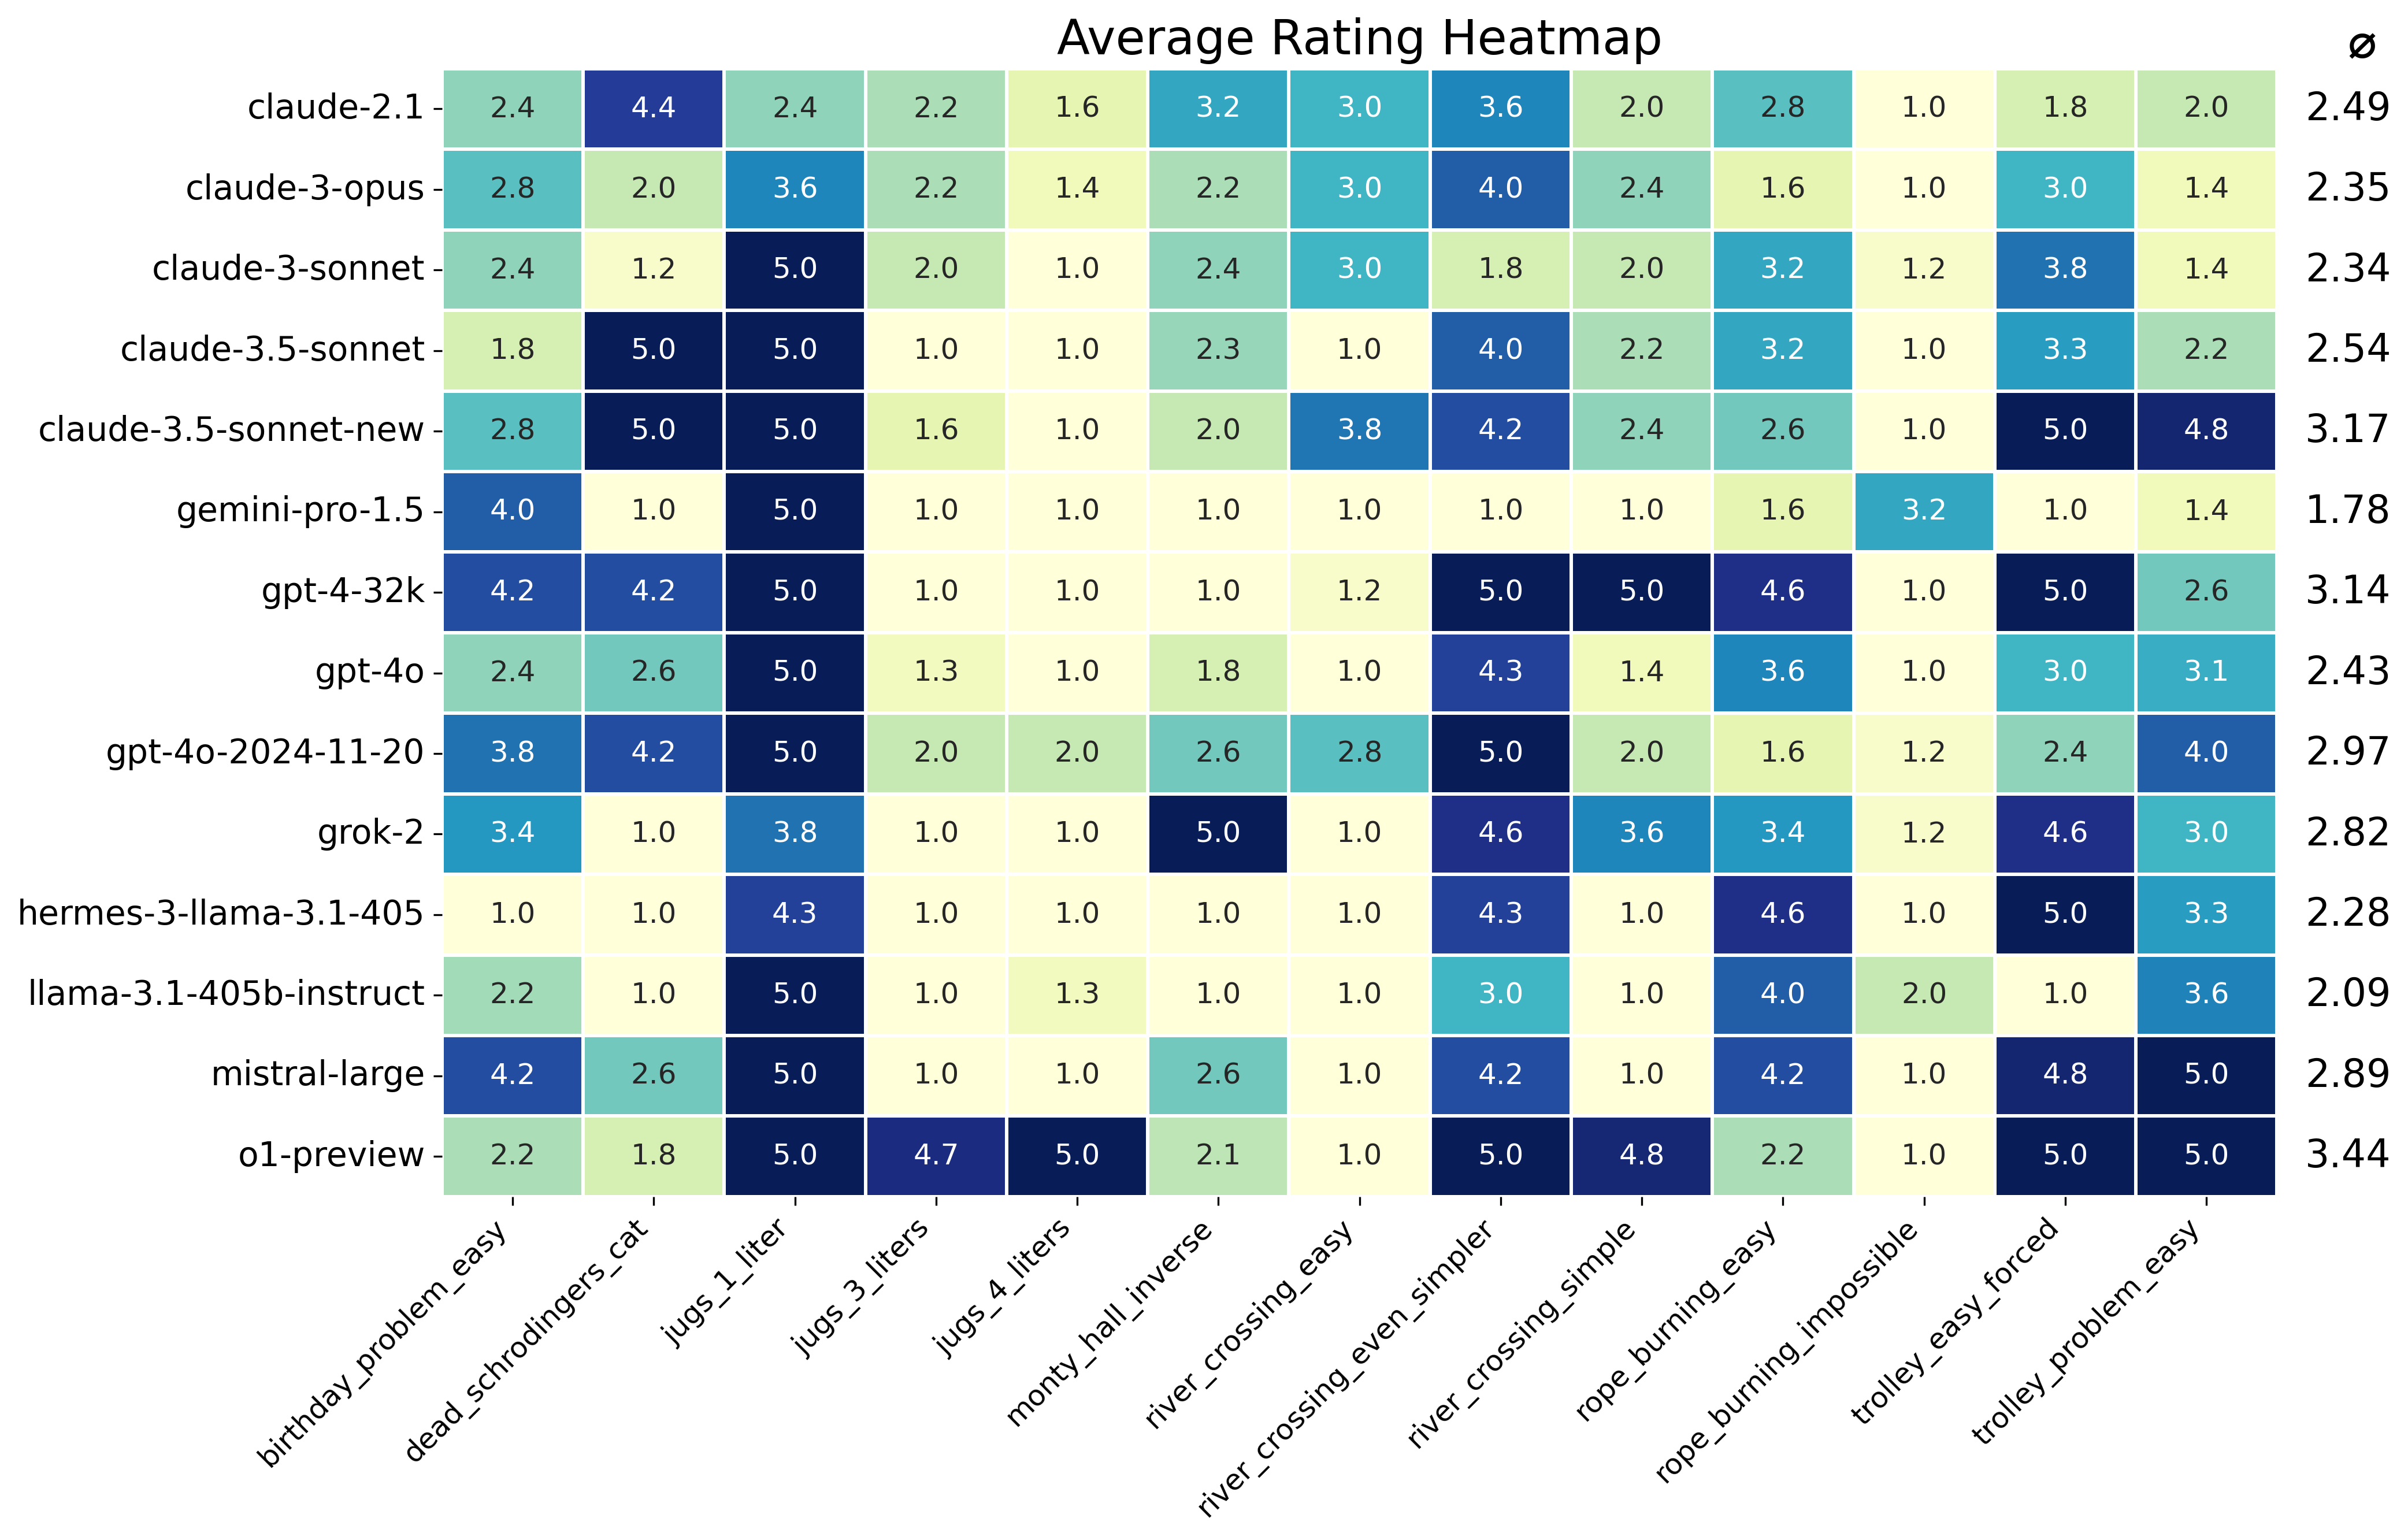 Average Rating Heatmap ⌀
claude-2.1 2.4 4.4 2.4 2.2 1.6 3.2 3.0 3.6 2.0 2.8 1.0 1.8 2.0 2.49
claude-3-opus 2.8 2.0 3.6 2.2 1.4 2.2 3.0 4.0 2.4 1.6 1.0 3.0 1.4 2.35
claude-3-sonnet 2.4 1.2 5.0 2.0 1.0 2.4 3.0 1.8 2.0 3.2 1.2 3.8 1.4 2.34
claude-3.5-sonnet 1.8 5.0 5.0 1.0 1.0 2.3 1.0 4.0 2.2 3.2 1.0 3.3 2.2 2.54
claude-3.5-sonnet-new 2.8 5.0 5.0 1.6 1.0 2.0 3.8 4.2 2.4 2.6 1.0 5.0 4.8 3.17
gemini-pro-1.5 4.0 1.0 5.0 1.0 1.0 1.0 1.0 1.0 1.0 1.6 3.2 1.0 1.4 1.78
gpt-4-32k 4.2 4.2 5.0 1.0 1.0 1.0 1.2 5.0 5.0 4.6 1.0 5.0 2.6 3.14
gpt-4o 2.4 2.6 5.0 1.3 1.0 1.8 1.0 4.3 1.4 3.6 1.0 3.0 3.1 2.43
gpt-4o-2024-11-20 3.8 4.2 5.0 2.0 2.0 2.6 2.8 5.0 2.0 1.6 1.2 2.4 4.0 2.97
grok-2 3.4 1.0 3.8 1.0 1.0 5.0 1.0 4.6 3.6 3.4 1.2 4.6 3.0 2.82
hermes-3-llama-3.1-405 1.0 1.0 4.3 1.0 1.0 1.0 1.0 4.3 1.0 4.6 1.0 5.0 3.3 2.28
llama-3.1-405b-instruct 2.2 1.0 5.0 1.0 1.3 1.0 1.0 3.0 1.0 4.0 2.0 1.0 3.6 2.09
mistral-large 4.2 2.6 5.0 1.0 1.0 2.6 1.0 4.2 1.0 4.2 1.0 4.8 5.0 2.89
o1-preview 2.2 1.8 5.0 4.7 5.0 2.1 1.0 5.0 4.8 2.2 1.0 5.0 5.0 3.44
birthday_problem_easy
dead_schrodingers_cat
jugs_1_liter
jugs_3_liters
jugs_4_liters
monty_hall_inverse
river_crossing_easy
river_crossing_even_simpler
river_crossing_simple
rope_burning_easy
rope_burning_impossible
trolley_easy_forced
trolley_problem_easy